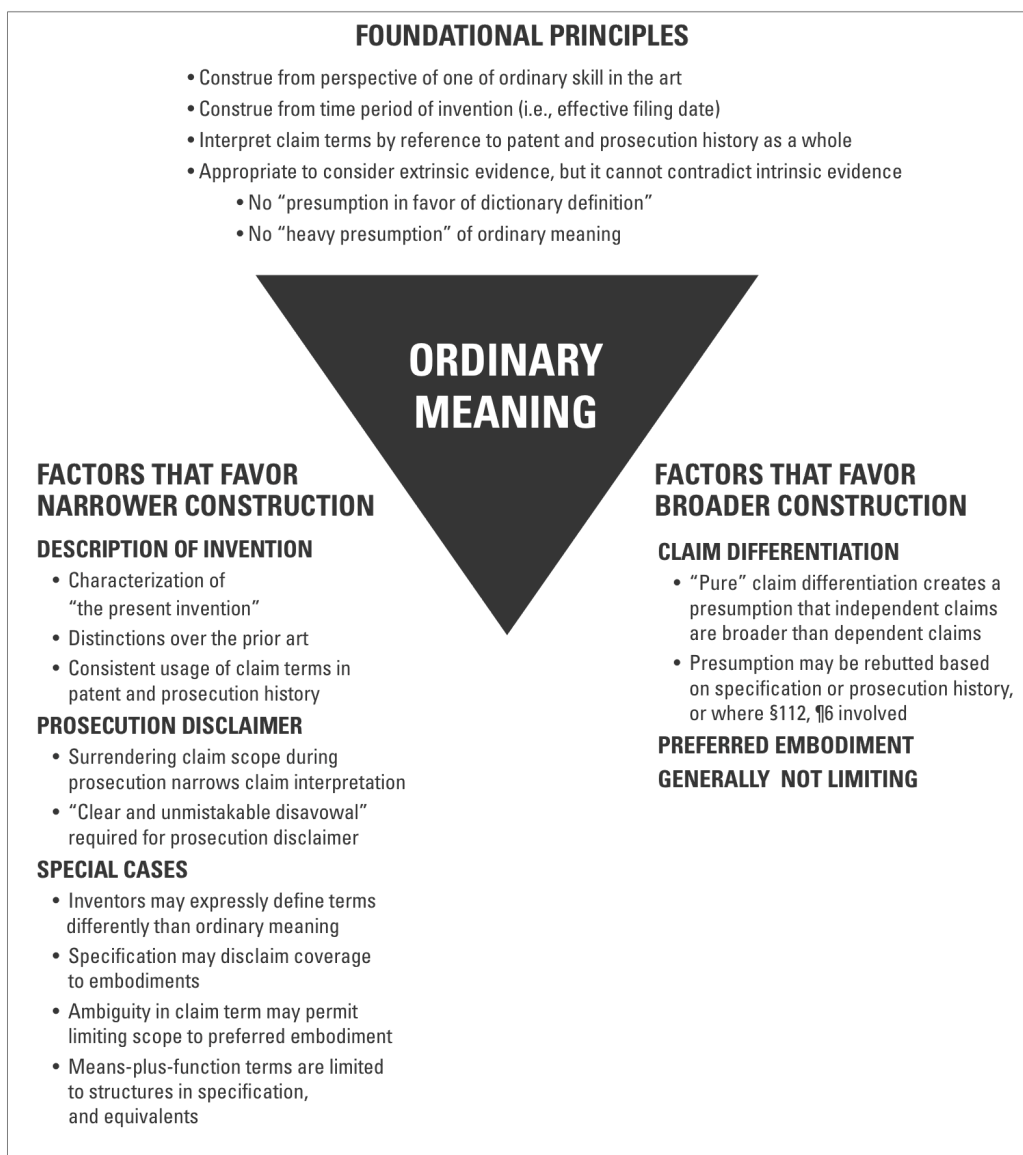 FOUNDATIONAL PRINCIPLES
• Construe from perspective of one of ordinary skill in the art
• Construe from time period of invention (i.e., effective filing date)
• Interpret claim terms by reference to patent and prosecution history as a whole
• Appropriate to consider extrinsic evidence, but it cannot contradict intrinsic evidence
• No “presumption in favor of dictionary definition”
• No “heavy presumption” of ordinary meaning
ORDINARY
MEANING
FACTORS THAT FAVOR
NARROWER CONSTRUCTION
DESCRIPTION OF INVENTION
• Characterization of
“the present invention”
• Distinctions over the prior art
• Consistent usage of claim terms in
patent and prosecution history
PROSECUTION DISCLAIMER
• Surrendering claim scope during
prosecution narrows claim interpretation
• “Clear and unmistakable disavowal”
required for prosecution disclaimer
SPECIAL CASES
• Inventors may expressly define terms
differently than ordinary meaning
• Specification may disclaim coverage
to embodiments
• Ambiguity in claim term may permit
limiting scope to preferred embodiment
• Means-plus-function terms are limited
to structures in specification,
and equivalents
FACTORS THAT FAVOR
BROADER CONSTRUCTION
CLAIM DIFFERENTIATION
• “Pure” claim differentiation creates a
presumption that independent claims
are broader than dependent claims
• Presumption may be rebutted based
on specification or prosecution history,
or where §112, ¶6 involved
PREFERRED EMBODIMENT
GENERALLY NOT LIMITING